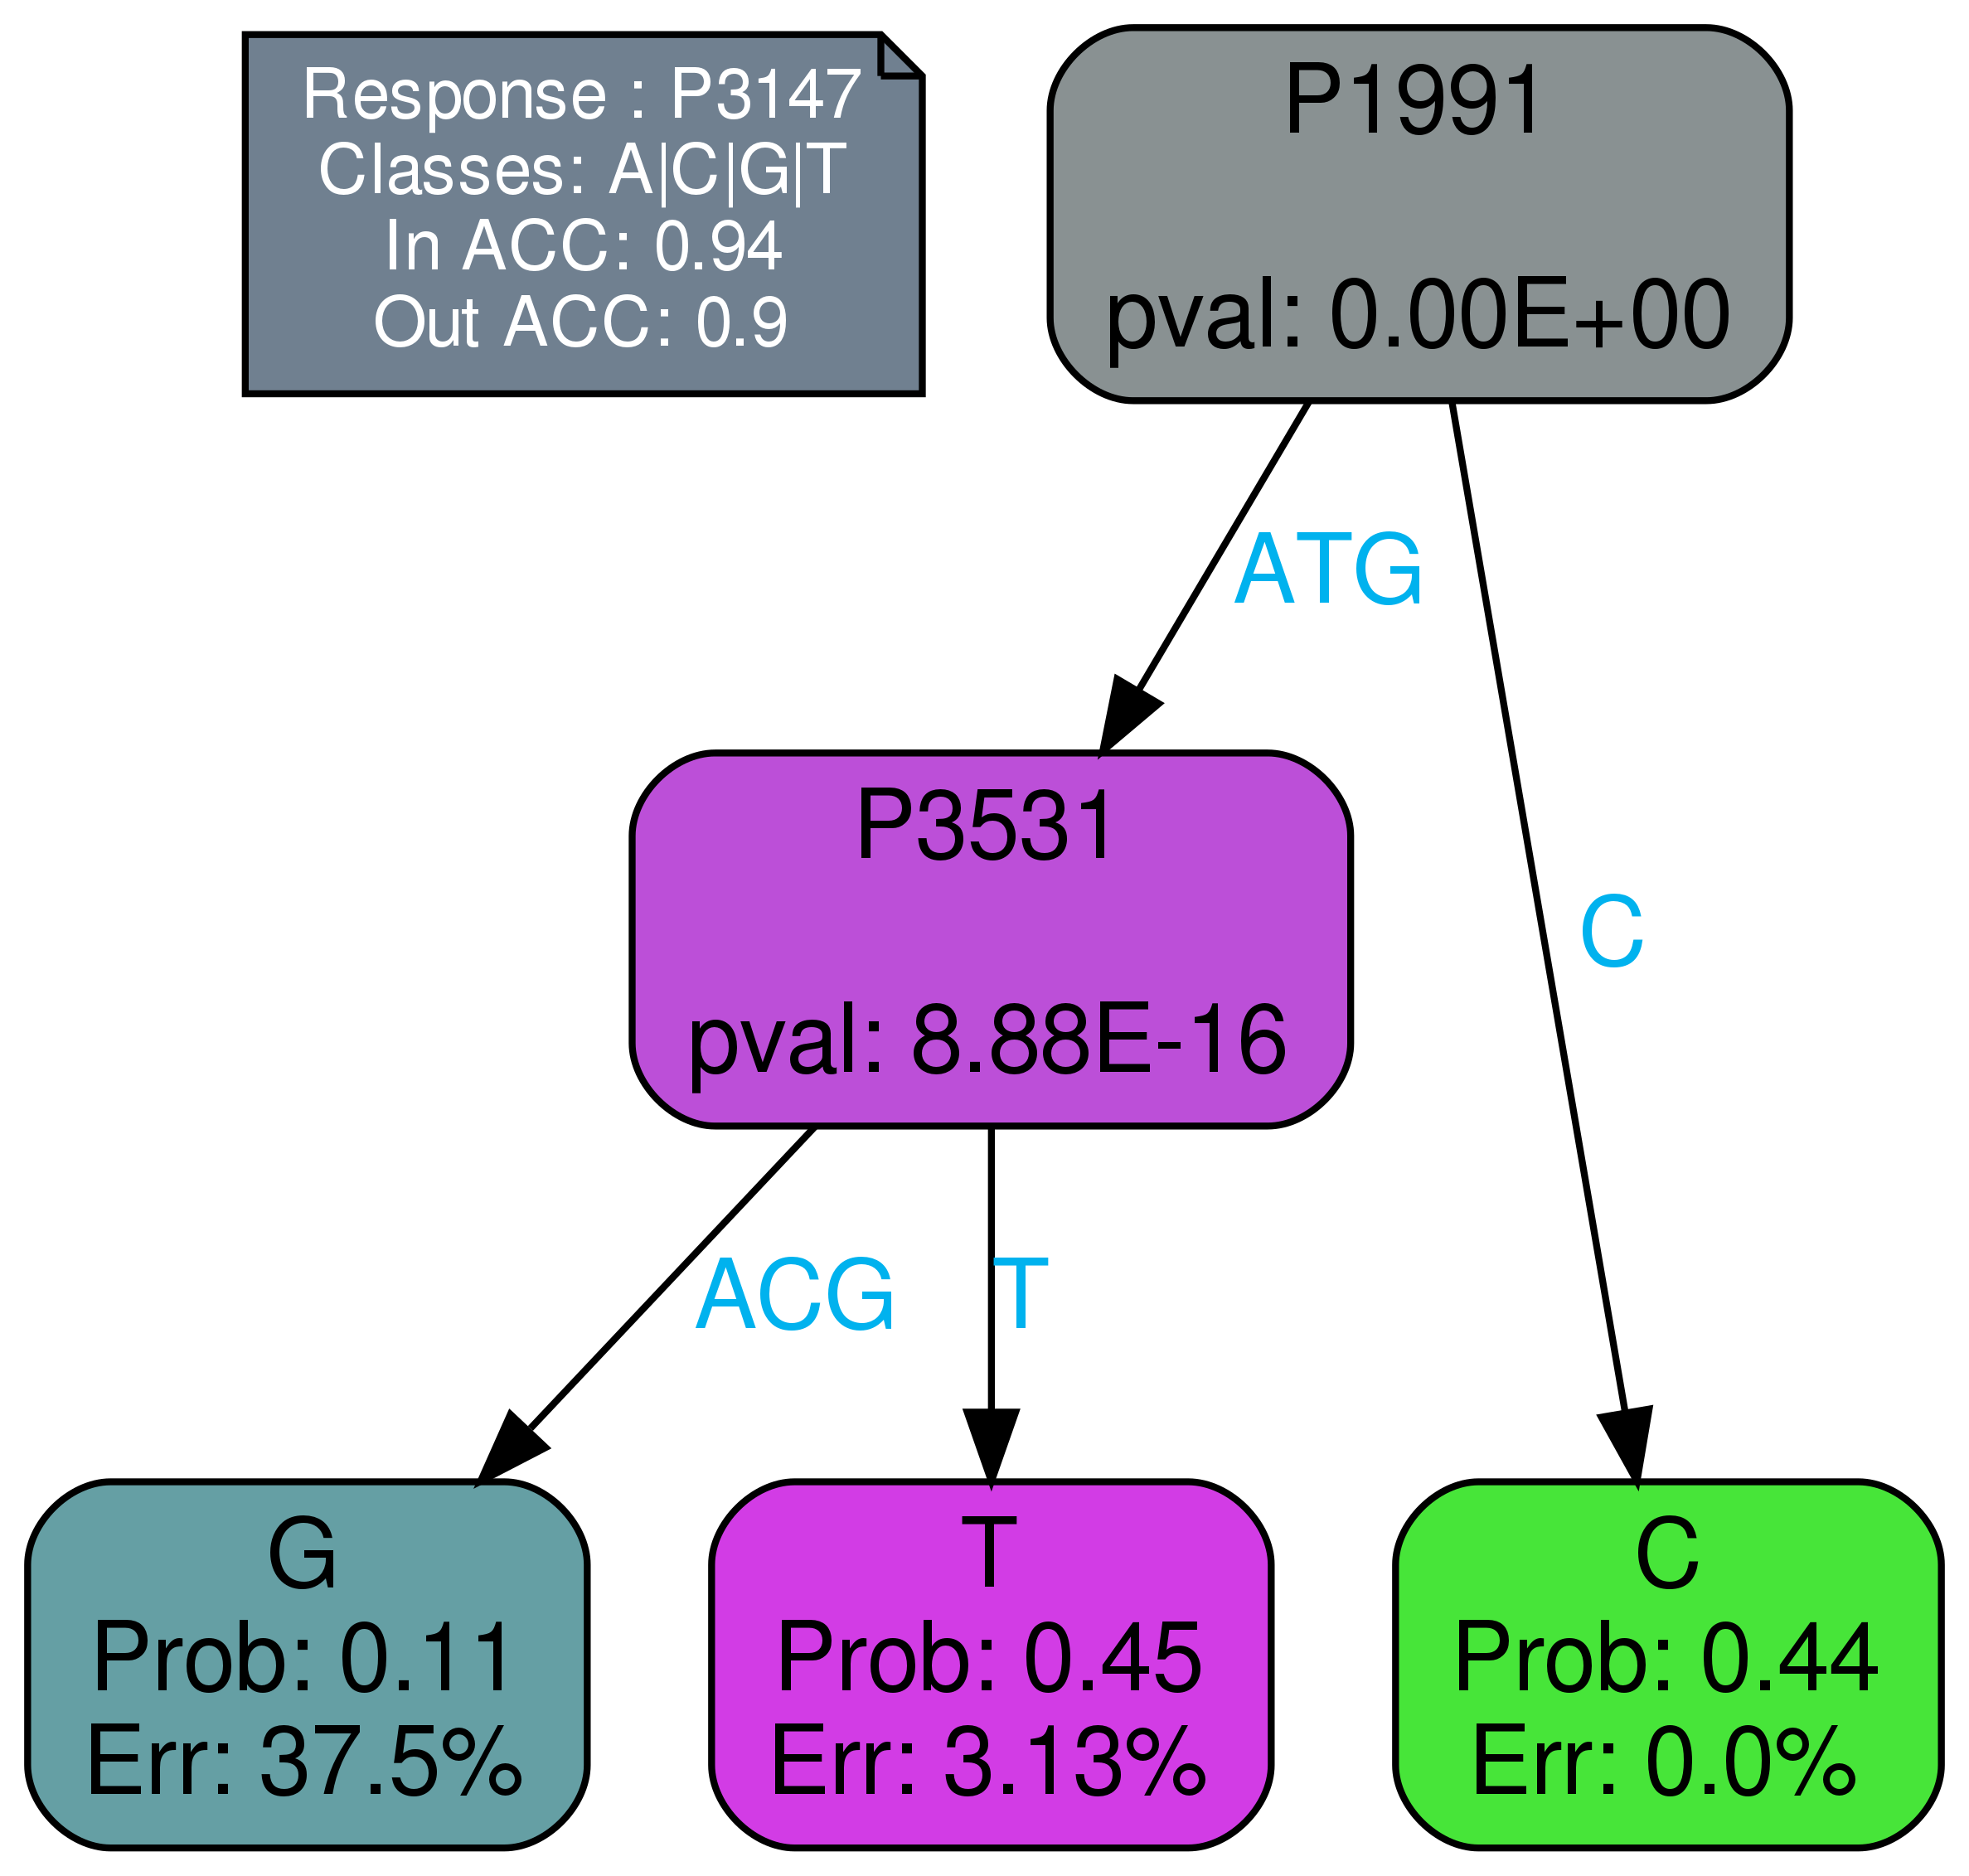 Response : P3147
Classes: A|C|G|T
In ACC: 0.94
Out ACC: 0.9
P1991
pval: 0.00E+00
ATG
C
P3531
pval: 8.88E-16
ACG
T
G
Prob: 0.11
Err: 37.5%
T
Prob: 0.45
Err: 3.13%
C
Prob: 0.44
Err: 0.0%